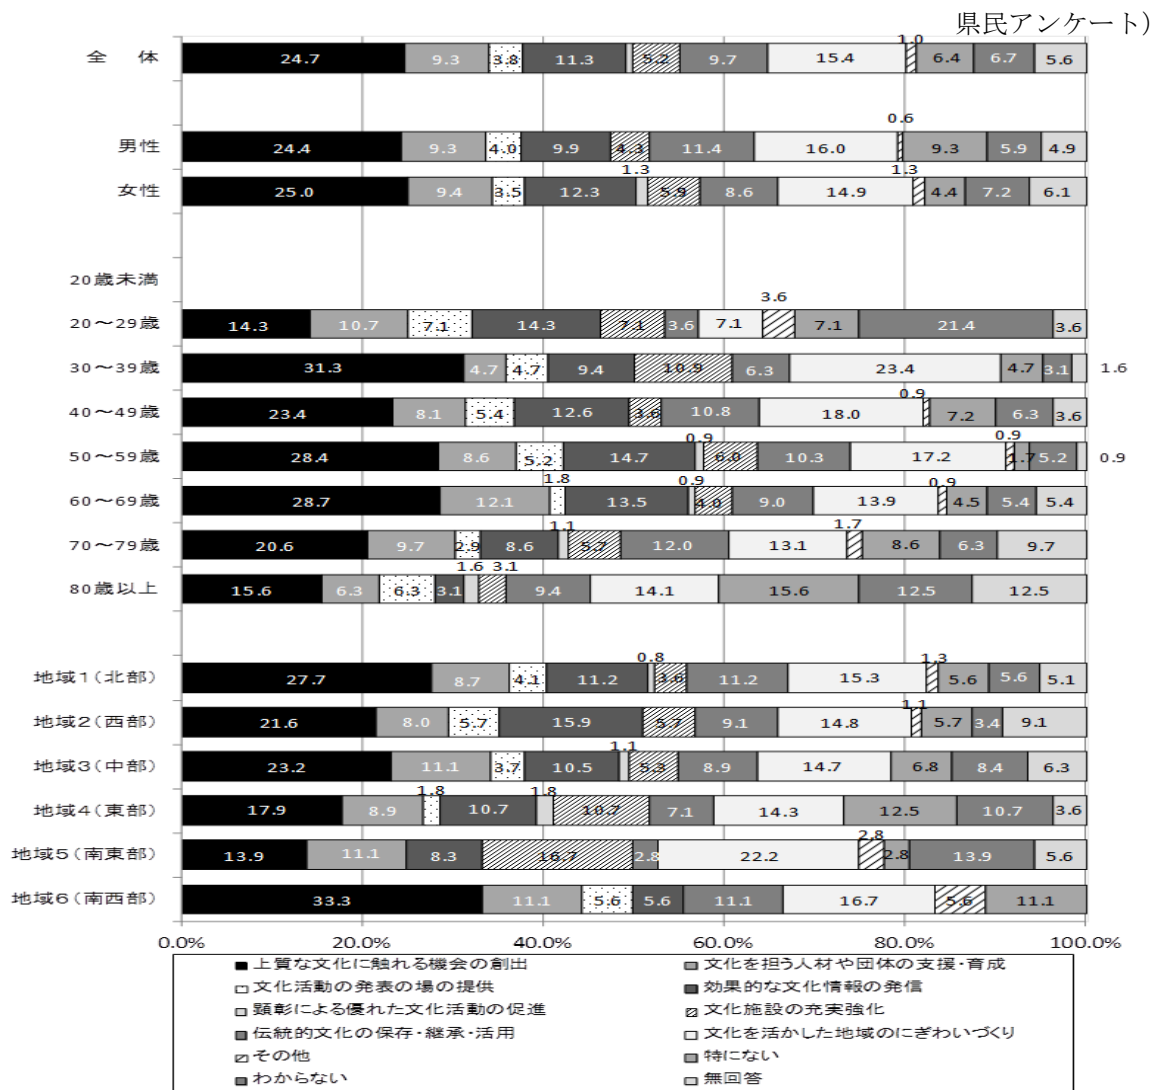 県民アンケート)
全 体 24.7 9.3 3.8 11.3 5.2 9.7 15.4 1.0 6.4 6.7 5.6
男性 24.4 9.3 4.0 9.9 4.3 11.4 16.0 0.6 9.3 5.9 4.9
女性 25.0 9.4 3.5 12.3 1.3 5.9 8.6 14.9 1.3 4.4 7.2 6.1
20歳未満
20～29歳 14.3 10.7 7.1 14.3 7.1 3.6 7.1 3.6 7.1 21.4 3.6
30～39歳 31.3 4.7 4.7 9.4 10.9 6.3 23.4 4.7 3.1 1.6
40～49歳 23.4 8.1 5.4 12.6 3.6 10.8 18.0 0.9 7.2 6.3 3.6
50～59歳 28.4 8.6 5.2 14.7 0.9 6.0 10.3 17.2 0.9 1.7 5.2 0.9
60～69歳 28.7 12.1 1.8 13.5 0.9 4.0 9.0 13.9 0.9 4.5 5.4 5.4
70～79歳 20.6 9.7 2.9 8.6 1.1 5.7 12.0 13.1 1.7 8.6 6.3 9.7
80歳以上 15.6 6.3 6.3 3.1 1.6 3.1 9.4 14.1 15.6 12.5 12.5
地域1(北部) 27.7 8.7 4.1 11.2 0.8 3.6 11.2 15.3 1.3 5.6 5.6 5.1
地域2(西部) 21.6 8.0 5.7 15.9 5.7 9.1 14.8 1.1 5.7 3.4 9.1
地域3(中部) 23.2 11.1 3.7 10.5 1.1 5.3 8.9 14.7 6.8 8.4 6.3
地域4(東部) 17.9 8.9 1.8 10.7 1.8 10.7 7.1 14.3 12.5 10.7 3.6
地域5(南東部) 13.9 11.1 8.3 16.7 2.8 22.2 2.8 2.8 13.9 5.6
地域6(南西部) 33.3 11.1 5.6 5.6 11.1 16.7 5.6 11.1
0.0% 20.0% 40.0% 60.0% 80.0% 100.0%
上質な文化に触れる機会の創出 文化を担う人材や団体の支援・育成
文化活動の発表の場の提供 効果的な文化情報の発信
顕彰による優れた文化活動の促進 文化施設の充実強化
伝統的文化の保存・継承・活用 文化を活かした地域のにぎわいづくり
その他 特にない
わからない 無回答